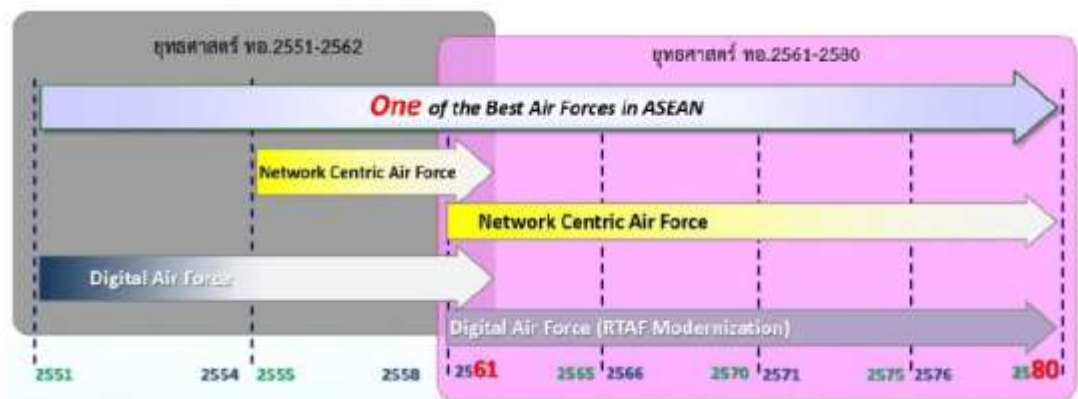 ยุทธศาสตร์ ทอ.2551-2562
ยุทธศาสตร์ ทอ.2561-2580
One of the Best Air Forces in ASEAN
Network Centric Air Force
Network Centric Air Force
Digital Air Force
Digital Air Force (RTAF Modernization)
2551 2554 2555 2558 2561 2565 2566 2570 2571 2575 2576 2580